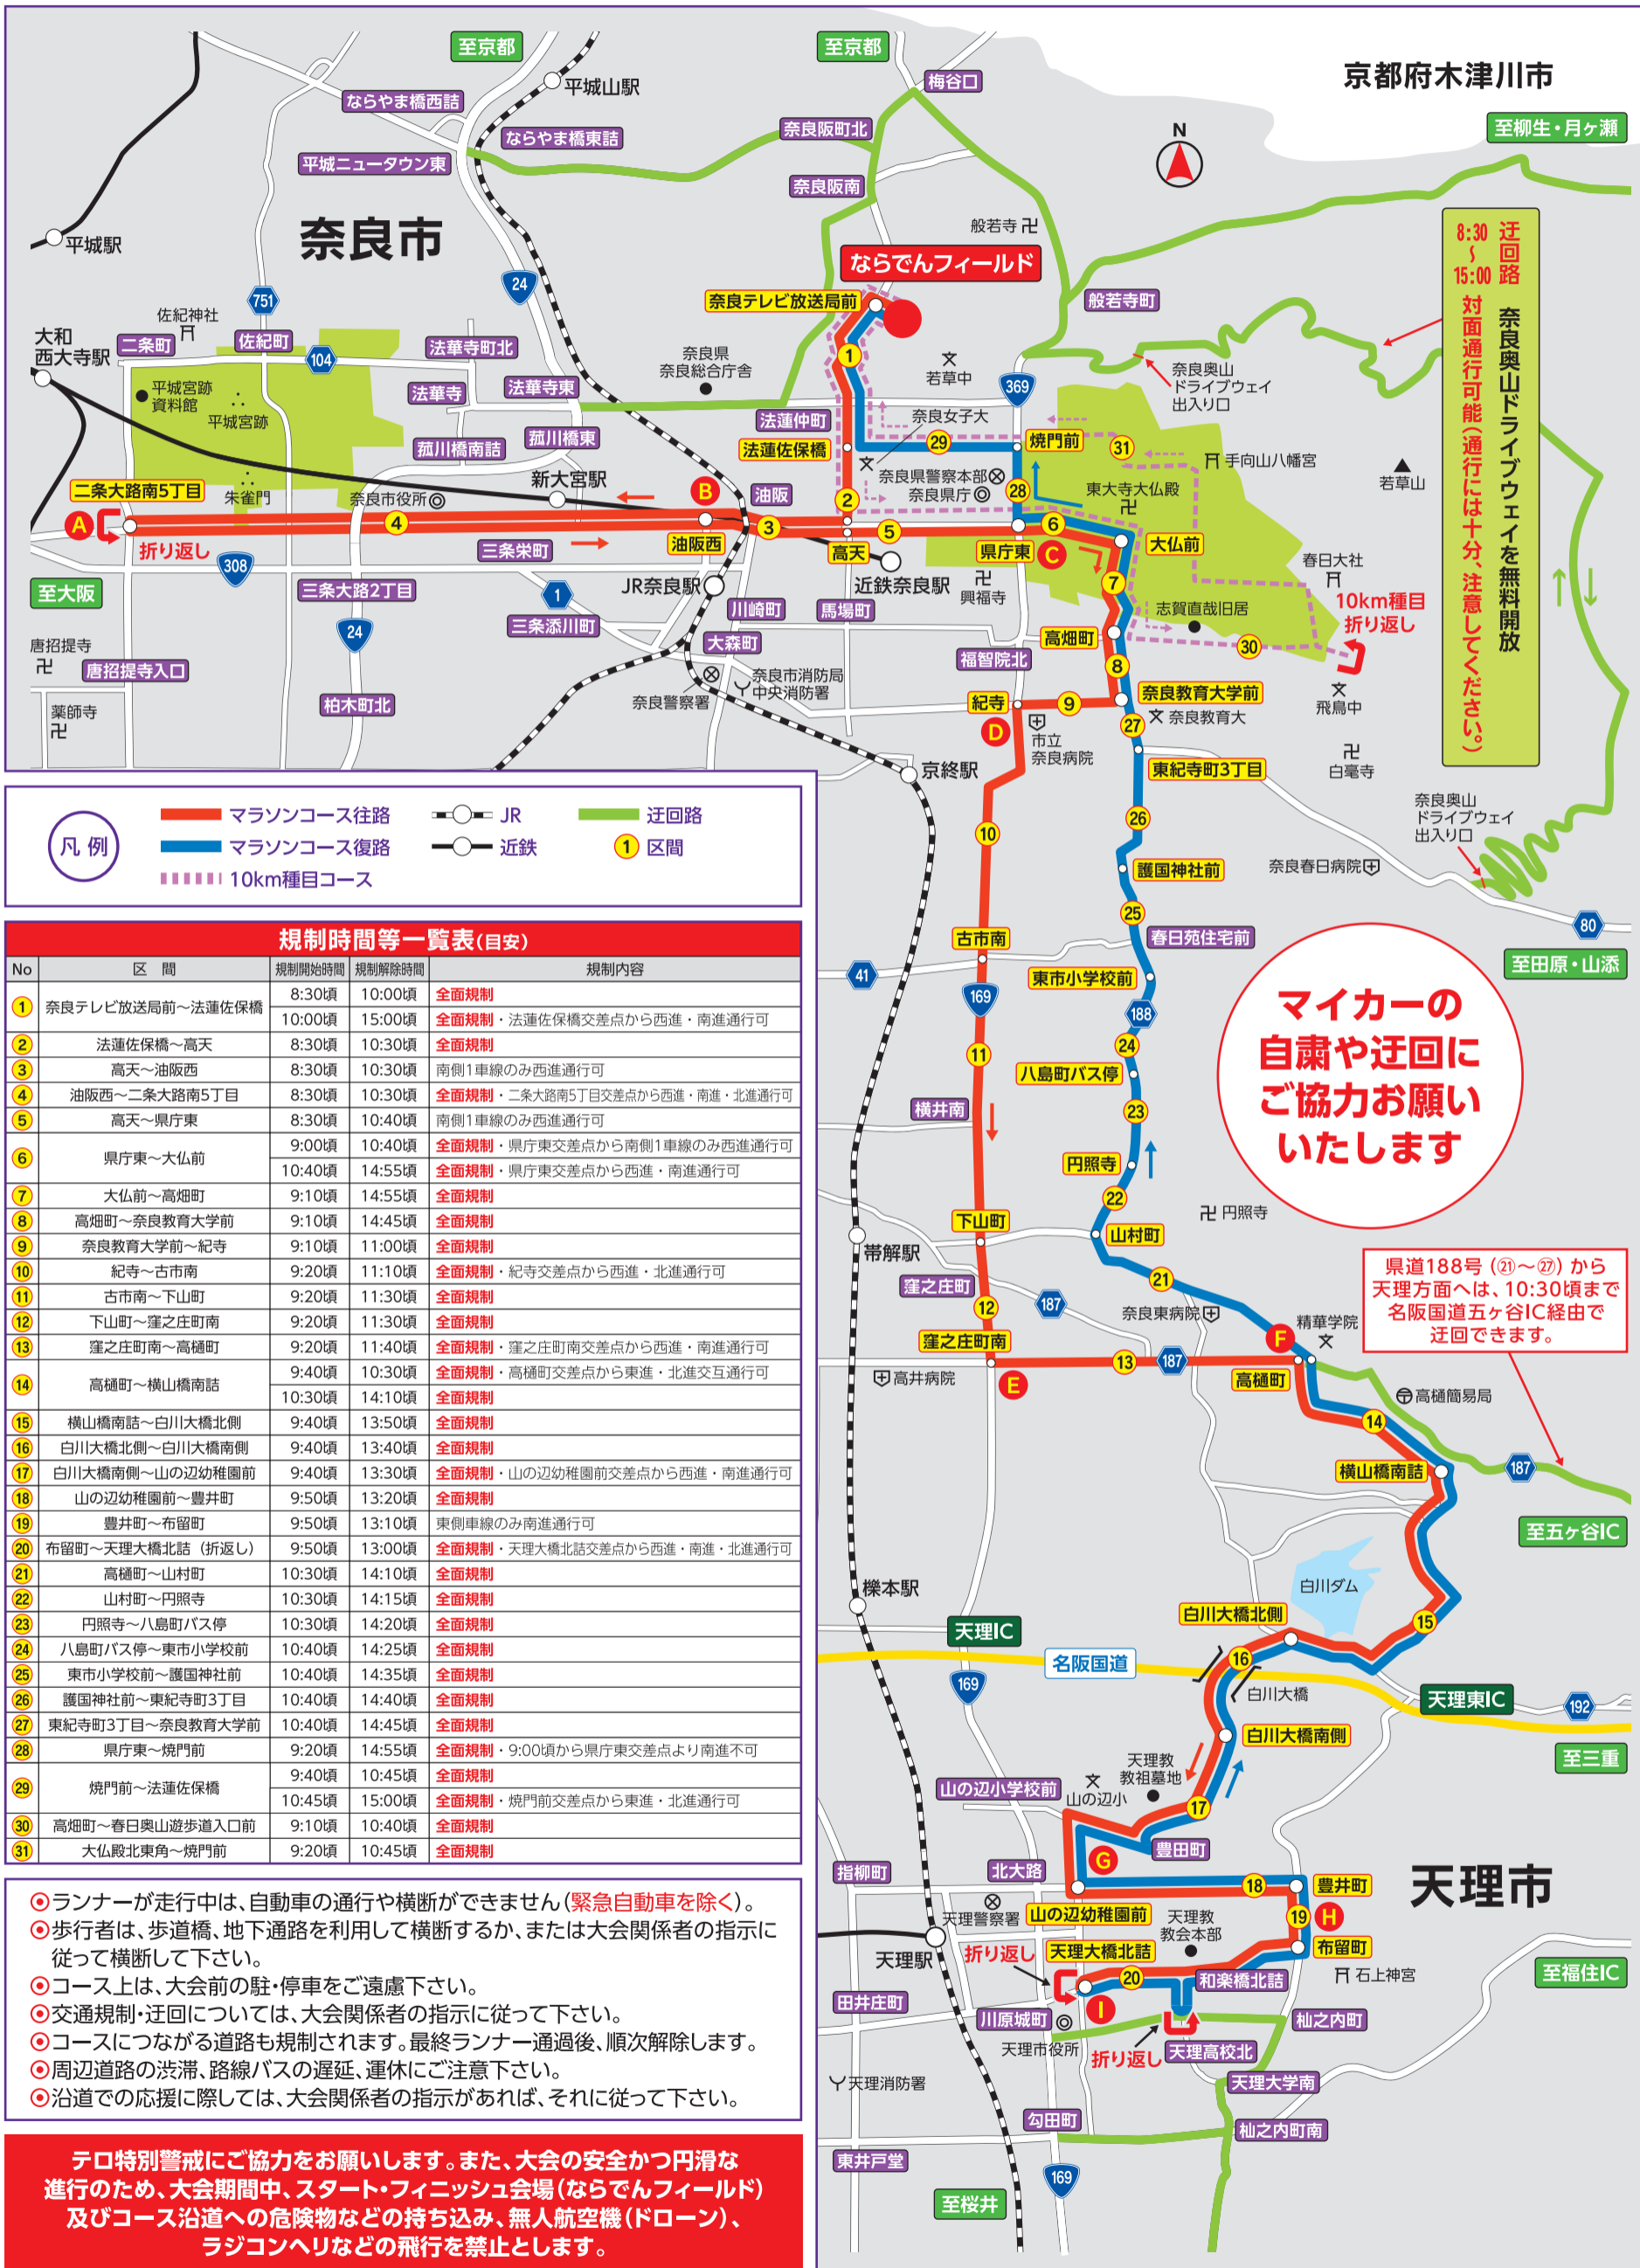 京都府木津川市
至京都
至京都
梅谷口
平城山駅
ならやま橋西詰
ならやま橋東詰
奈良阪町北
至柳生・月ヶ瀬
平城ニュータウン東
奈良阪南
N
奈良市
般若寺
平城駅
ならでんフィールド
24
751
奈良テレビ放送局前
般若寺町
佐紀神社
大和
西大寺駅
二条町
佐紀町
104
法華寺町北
奈良県
奈良総合庁舎
1
若草中
369
奈良奥山
ドライブウェイ
出入り口
平城宮跡
資料館
平城宮跡
法華寺
法華寺東
法蓮仲町
奈良女子大
菰川橋南詰
菰川橋東
法蓮佐保橋
29
焼門前
31
手向山八幡宮
若草山
新大宮駅
奈良県警察本部
奈良県庁
28
東大寺大仏殿
二条大路南5丁目
朱雀門
奈良市役所
B
油阪
2
A
4
3
5
6
折り返し
三条栄町
油阪西
高天
県庁東
C
大仏前
308
至大阪
三条大路2丁目
1
JR奈良駅
近鉄奈良駅
興福寺
7
春日大社
10km種目
折り返し
24
三条添川町
川崎町
馬場町
志賀直哉旧居
大森町
高畑町
30
唐招提寺
唐招提寺入口
奈良市消防局
中央消防署
福智院北
8
奈良警察署
柏木町北
薬師寺
紀寺
9
奈良教育大学前
飛鳥中
D
市立
奈良病院
27
奈良教育大
東紀寺町3丁目
白毫寺
京終駅
8:30
〜
15:00
迂回路
奈良奥山ドライブウェイを無料開放
対面通行可能（通行には十分、注意してください。）
奈良奥山
ドライブウェイ
出入り口
凡例
マラソンコース往路
JR
迂回路
マラソンコース復路
近鉄
1 区間
10km種目コース
10
26
護国神社前
奈良春日病院
25
古市南
春日苑住宅前
80
至田原・山添
41
東市小学校前
169
188
24
11
八島町バス停
横井南
23
円照寺
22
円照寺
マイカーの
自粛や迂回に
ご協力お願い
いたします
下山町
山村町
帯解駅
21
窪之庄町
12
187
奈良東病院
窪之庄町南
F
精華学院
県道188号（㉑〜㉗）から
天理方面へは、10:30頃まで
名阪国道五ヶ谷IC経由で
迂回できます。
高井病院
E
13
187
高樋町
高樋簡易局
14
横山橋南詰
187
至五ヶ谷IC
白川ダム
櫟本駅
白川大橋北側
15
天理IC
名阪国道
16
白川大橋
169
天理東IC
192
白川大橋南側
至三重
天理教
教祖墓地
山の辺小学校前
山の辺小
17
豊田町
G
指柳町
北大路
18
豊井町
天理市
天理警察署
山の辺幼稚園前
天理教
教会本部
19
H
天理駅
折り返し
天理大橋北詰
布留町
20
和楽橋北詰
石上神宮
至福住IC
田井庄町
I
川原城町
杣之内町
天理市役所
折り返し
天理高校北
天理消防署
天理大学南
勾田町
杣之内町南
東井戸堂
169
至桜井
規制時間等一覧表（目安）
No 区間 規制開始時間 規制解除時間 規制内容
1 奈良テレビ放送局前〜法蓮佐保橋 8:30頃 10:00頃 全面規制
10:00頃 15:00頃 全面規制・法蓮佐保橋交差点から西進・南進通行可
2 法蓮佐保橋〜高天 8:30頃 10:30頃 全面規制
3 高天〜油阪西 8:30頃 10:30頃 南側1車線のみ西進通行可
4 油阪西〜二条大路南5丁目 8:30頃 10:30頃 全面規制・二条大路南5丁目交差点から西進・南進・北進通行可
5 高天〜県庁東 8:30頃 10:40頃 南側1車線のみ西進通行可
6 県庁東〜大仏前 9:00頃 10:40頃 全面規制・県庁東交差点から南側1車線のみ西進通行可
10:40頃 14:55頃 全面規制・県庁東交差点から西進・南進通行可
7 大仏前〜高畑町 9:10頃 14:55頃 全面規制
8 高畑町〜奈良教育大学前 9:10頃 14:45頃 全面規制
9 奈良教育大学前〜紀寺 9:10頃 11:00頃 全面規制
10 紀寺〜古市南 9:20頃 11:10頃 全面規制・紀寺交差点から西進・北進通行可
11 古市南〜下山町 9:20頃 11:30頃 全面規制
12 下山町〜窪之庄町南 9:20頃 11:30頃 全面規制
13 窪之庄町南〜高樋町 9:20頃 11:40頃 全面規制・窪之庄町南交差点から西進・南進通行可
14 高樋町〜横山橋南詰 9:40頃 10:30頃 全面規制・高樋町交差点から東進・北進交互通行可
10:30頃 14:10頃 全面規制
15 横山橋南詰〜白川大橋北側 9:40頃 13:50頃 全面規制
16 白川大橋北側〜白川大橋南側 9:40頃 13:40頃 全面規制
17 白川大橋南側〜山の辺幼稚園前 9:40頃 13:30頃 全面規制・山の辺幼稚園前交差点から西進・南進通行可
18 山の辺幼稚園前〜豊井町 9:50頃 13:20頃 全面規制
19 豊井町〜布留町 9:50頃 13:10頃 東側車線のみ南進通行可
20 布留町〜天理大橋北詰（折返し） 9:50頃 13:00頃 全面規制・天理大橋北詰交差点から西進・南進・北進通行可
21 高樋町〜山村町 10:30頃 14:10頃 全面規制
22 山村町〜円照寺 10:30頃 14:15頃 全面規制
23 円照寺〜八島町バス停 10:30頃 14:20頃 全面規制
24 八島町バス停〜東市小学校前 10:40頃 14:25頃 全面規制
25 東市小学校前〜護国神社前 10:40頃 14:35頃 全面規制
26 護国神社前〜東紀寺町3丁目 10:40頃 14:40頃 全面規制
27 東紀寺町3丁目〜奈良教育大学前 10:40頃 14:45頃 全面規制
28 県庁東〜焼門前 9:20頃 14:55頃 全面規制・9:00頃から県庁東交差点より南進不可
29 焼門前〜法蓮佐保橋 9:40頃 10:45頃 全面規制
10:45頃 15:00頃 全面規制・焼門前交差点から東進・北進通行可
30 高畑町〜春日奥山遊歩道入口前 9:10頃 10:40頃 全面規制
31 大仏殿北東角〜焼門前 9:20頃 10:45頃 全面規制
⦿ランナーが走行中は、自動車の通行や横断ができません（緊急自動車を除く）。
⦿歩行者は、歩道橋、地下通路を利用して横断するか、または大会関係者の指示に
従って横断して下さい。
⦿コース上は、大会前の駐・停車をご遠慮下さい。
⦿交通規制・迂回については、大会関係者の指示に従って下さい。
⦿コースにつながる道路も規制されます。最終ランナー通過後、順次解除します。
⦿周辺道路の渋滞、路線バスの遅延、運休にご注意下さい。
⦿沿道での応援に際しては、大会関係者の指示があれば、それに従って下さい。
テロ特別警戒にご協力をお願いします。また、大会の安全かつ円滑な
進行のため、大会期間中、スタート・フィニッシュ会場（ならでんフィールド）
及びコース沿道への危険物などの持ち込み、無人航空機（ドローン）、
ラジコンヘリなどの飛行を禁止とします。